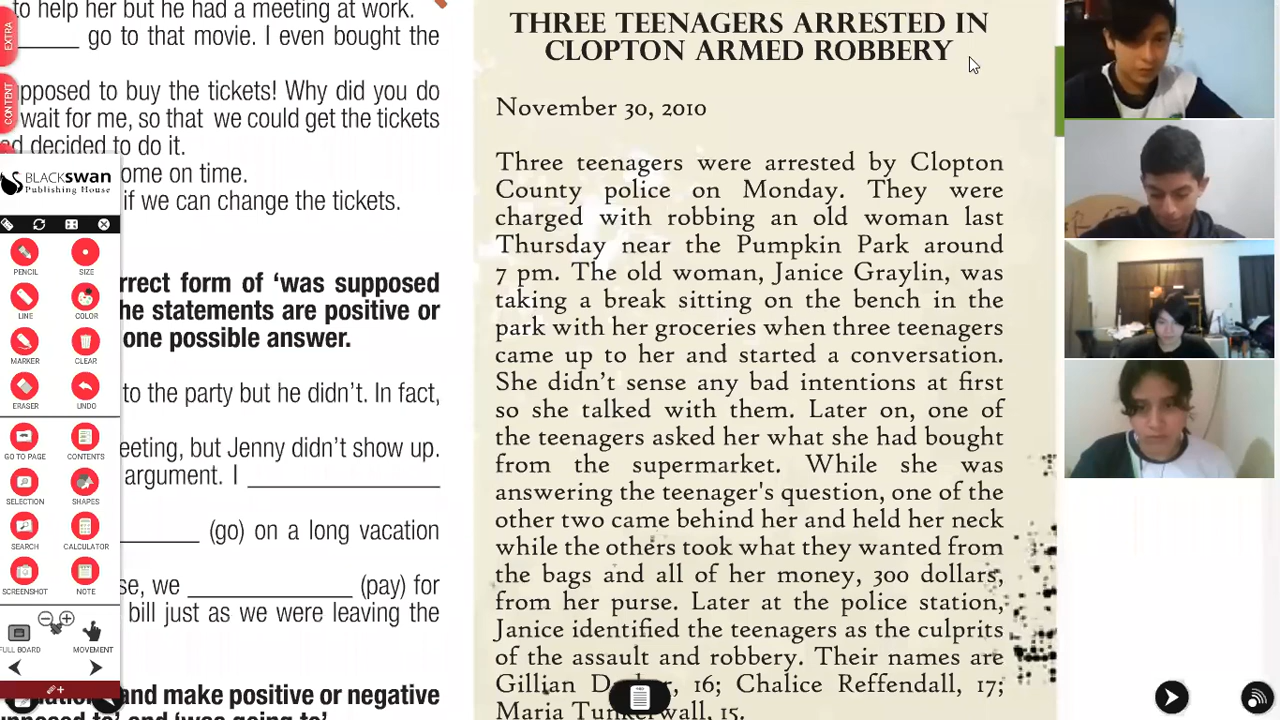 to help her but he had a meeting at work.
go to that movie. I even bought the
pposed to buy the tickets! Why did you do
wait for me, so that we could get the tickets
ed decided to do it.
ome on time.
if we can change the tickets.
rrect form of ‘was supposed
he statements are positive or
one possible answer.
to the party but he didn’t. In fact,
eeting, but Jenny didn’t show up.
argument. I
(go) on a long vacation
se, we (pay) for
bill just as we were leaving the
and make positive or negative
EXTRA
CONTENT
BLACKSWAN
Publishing House
PENCIL
SIZE
LINE
COLOR
MARKER
CLEAR
ERASER
UNDO
GO TO PAGE
CONTENTS
SELECTION
SHAPES
SEARCH
CALCULATOR
SCREENSHOT
NOTE
FULL BOARD
MOVEMENT
THREE TEENAGERS ARRESTED IN
CLOPTON ARMED ROBBERY
November 30, 2010
Three teenagers were arrested by Clopton
County police on Monday. They were
charged with robbing an old woman last
Thursday near the Pumpkin Park around
7 pm. The old woman, Janice Graylin, was
taking a break sitting on the bench in the
park with her groceries when three teenagers
came up to her and started a conversation.
She didn’t sense any bad intentions at first
so she talked with them. Later on, one of
the teenagers asked her what she had bought
from the supermarket. While she was
answering the teenager's question, one of the
other two came behind her and held her neck
while the others took what they wanted from
the bags and all of her money, 300 dollars,
from her purse. Later at the police station,
Janice identified the teenagers as the culprits
of the assault and robbery. Their names are
Gillian 16; Chalice Reffendall, 17;
Maria 15.